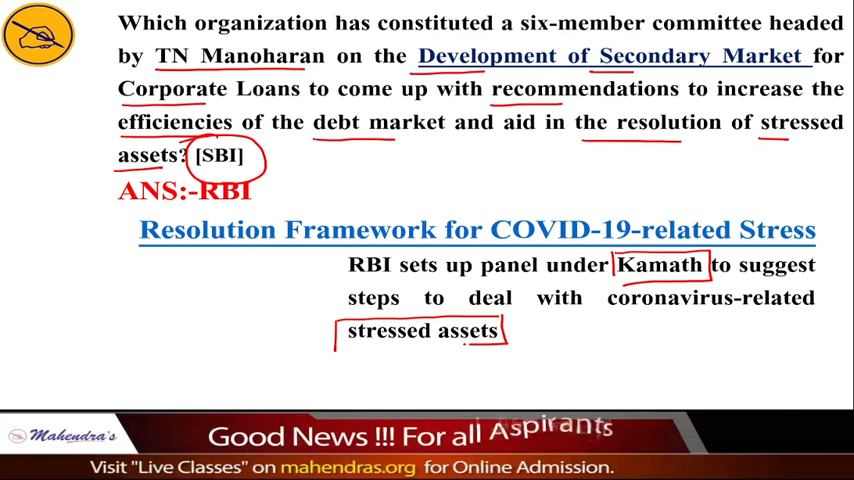 Which organization has constituted a six-member committee headed
by TN Manoharan on the Development of Secondary Market for
Corporate Loans to come up with recommendations to increase the
efficiencies of the debt market and aid in the resolution of stressed
assets? [SBI]
ANS:-RBI
Resolution Framework for COVID-19-related Stress
RBI sets up panel under Kamath to suggest
steps to deal with coronavirus-related
stressed assets
Mahendra's
Good News !!! For all Aspirants
Visit "Live Classes" on mahendras.org for Online Admission.